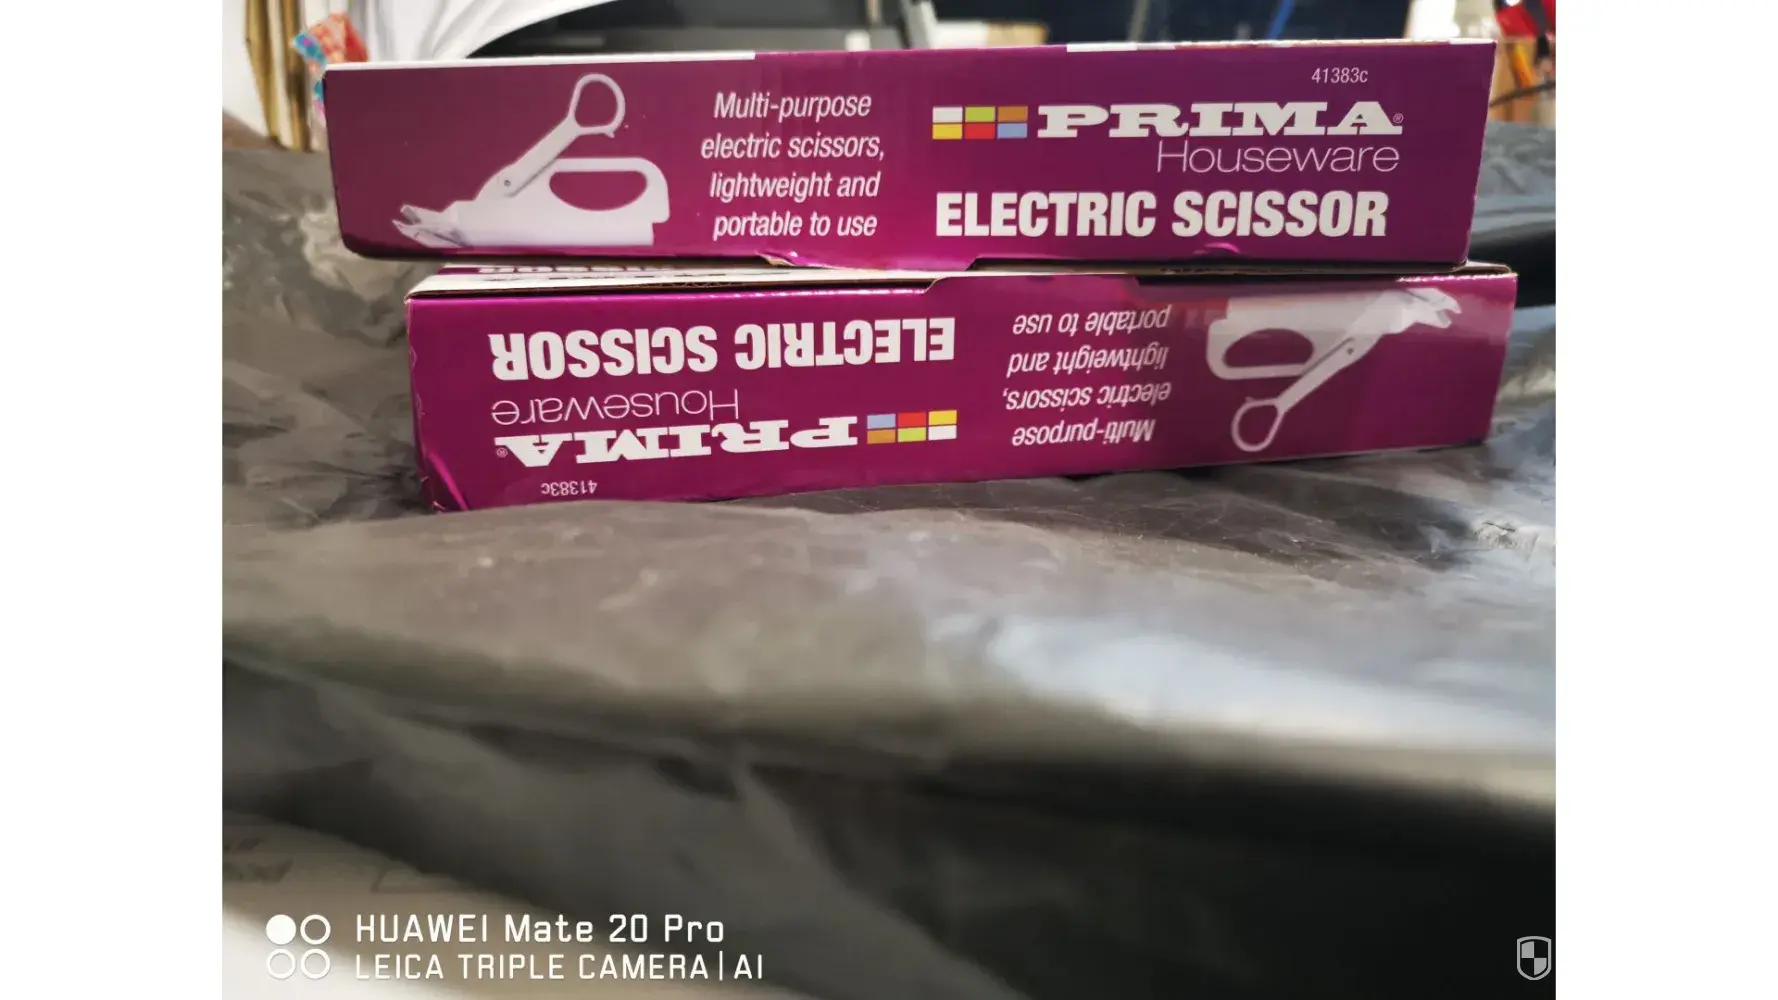 41383c
PRIMA®
Houseware
ELECTRIC SCISSOR
Multi-purpose
electric scissors,
lightweight and
portable to use
41383c
PRIMA®
Houseware
ELECTRIC SCISSOR
Multi-purpose
electric scissors,
lightweight and
portable to use
HUAWEI Mate 20 Pro
LEICA TRIPLE CAMERA | AI